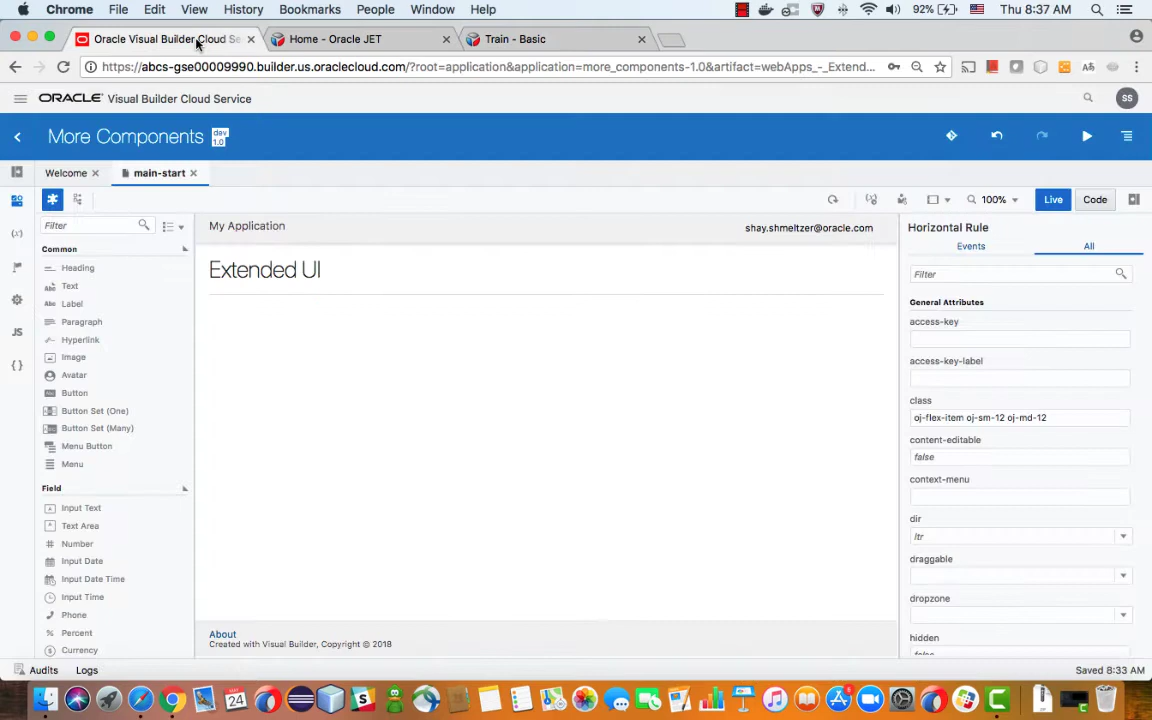 Chrome File Edit View History Bookmarks People Window Help 92% Thu 8:37 AM
Oracle Visual Builder Cloud Se Home - Oracle JET Train - Basic
https://abcs-gse00009990.builder.us.oraclecloud.com/?root=application&application=more_components-1.0&artifact=webApps_-_Extend...
ORACLE® Visual Builder Cloud Service SS
More Components dev 1.0
Welcome main-start
100% Live Code
Filter My Application shay.shmeltzer@oracle.com Horizontal Rule
Events All
Common
Heading Extended UI Filter
Text
Label General Attributes
Paragraph access-key
Hyperlink
Image access-key-label
Avatar
Button class
Button Set (One) oj-flex-item oj-sm-12 oj-md-12
Button Set (Many) content-editable
Menu Button false
Menu context-menu
Field
Input Text dir
Text Area ltr
Number draggable
Input Date
Input Date Time dropzone
Input Time
Phone
Percent About hidden
Currency Created with Visual Builder, Copyright © 2018 false
Audits Logs Saved 8:33 AM